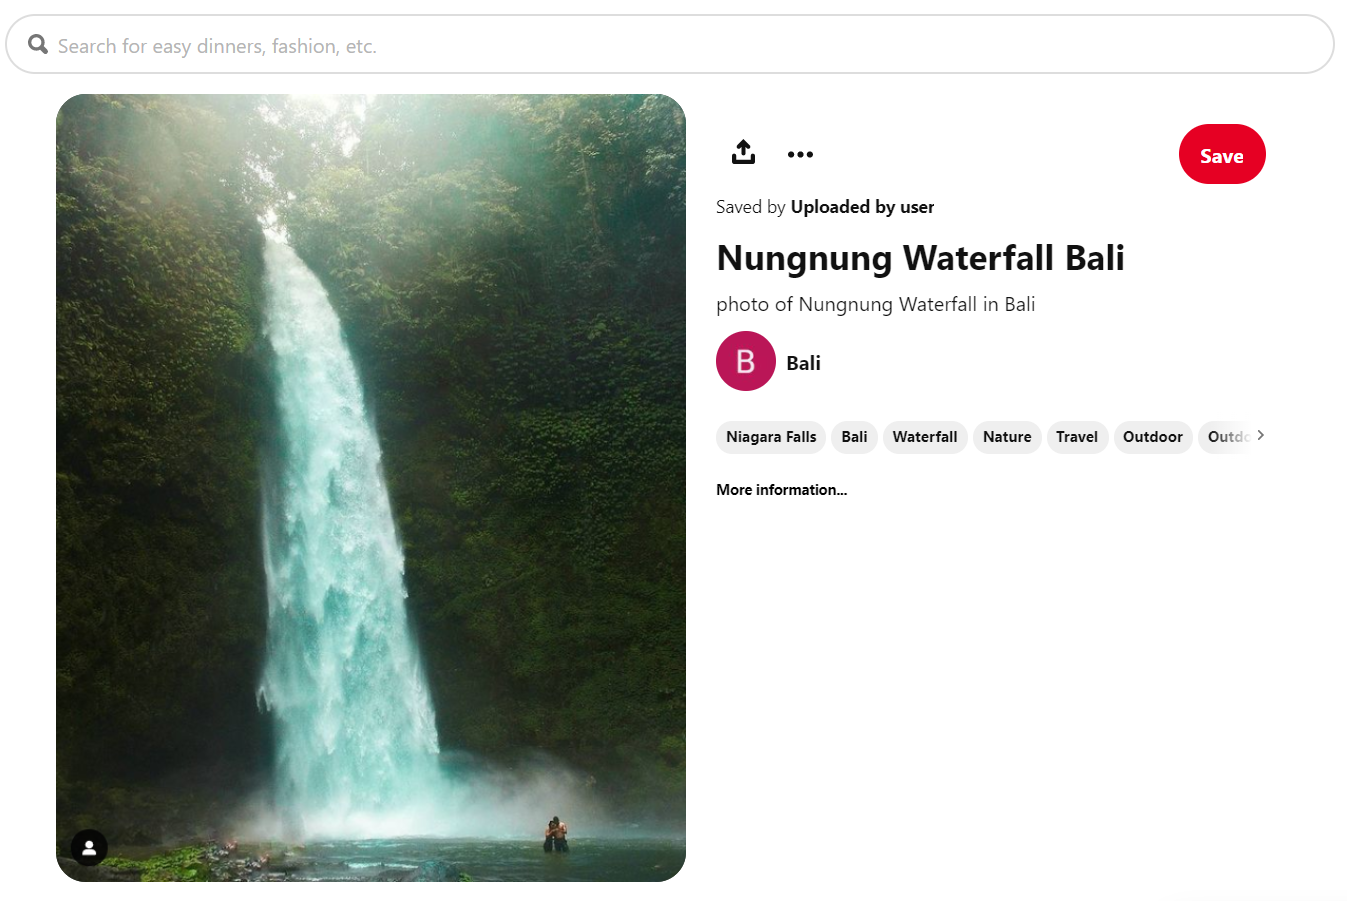 Search for easy dinners, fashion, etc.
Save
Saved by Uploaded by user
Nungnung Waterfall Bali
photo of Nungnung Waterfall in Bali
B
Bali
Niagara Falls Bali Waterfall Nature Travel Outdoor
More information...